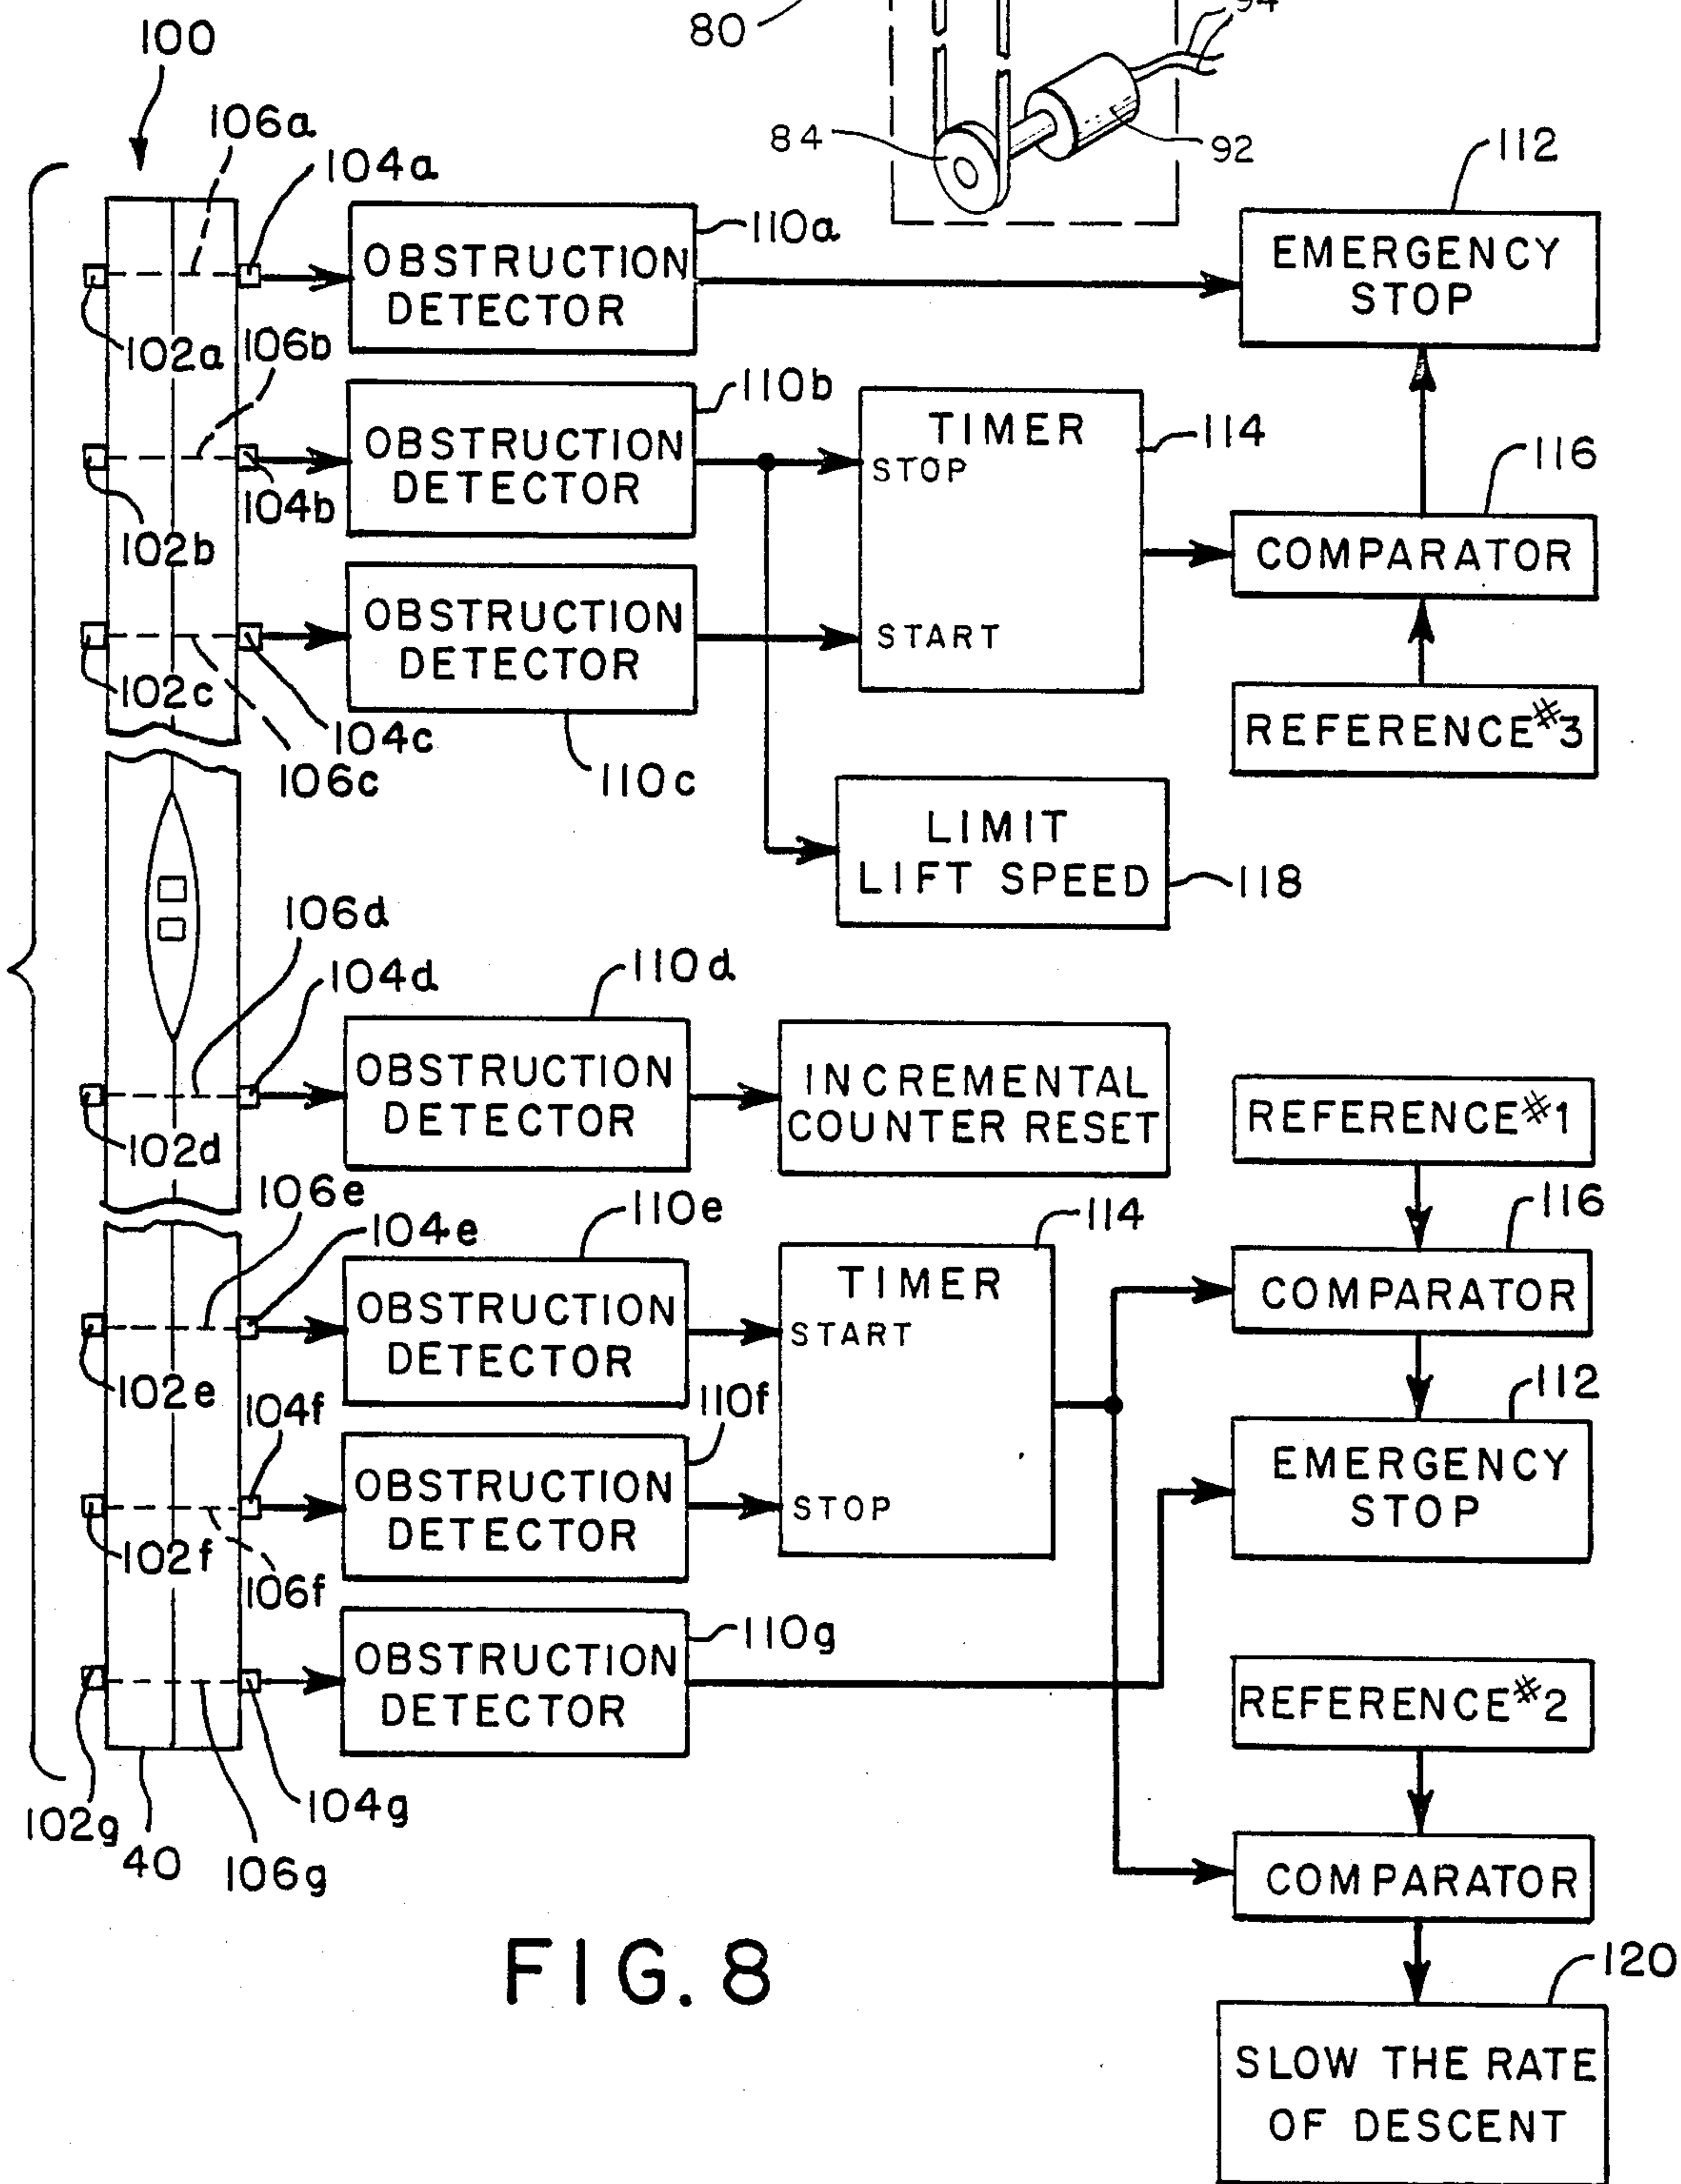 80
94
100
106a
104a
84
92
112
110a
OBSTRUCTION
DETECTOR
EMERGENCY
STOP
102a
106b
110b
OBSTRUCTION
DETECTOR
TIMER
STOP
114
116
104b
102b
COMPARATOR
OBSTRUCTION
DETECTOR
START
102c
104c
106c
110c
REFERENCE #3
LIMIT
LIFT SPEED
118
106d
104d
110d
OBSTRUCTION
DETECTOR
INCREMENTAL
COUNTER RESET
REFERENCE #1
102d
106e
104e
110e
114
116
OBSTRUCTION
DETECTOR
TIMER
START
COMPARATOR
102e
104f
110f
112
OBSTRUCTION
DETECTOR
STOP
EMERGENCY
STOP
102f
106f
110g
OBSTRUCTION
DETECTOR
REFERENCE #2
102g
40
106g
104g
COMPARATOR
FIG. 8
120
SLOW THE RATE
OF DESCENT